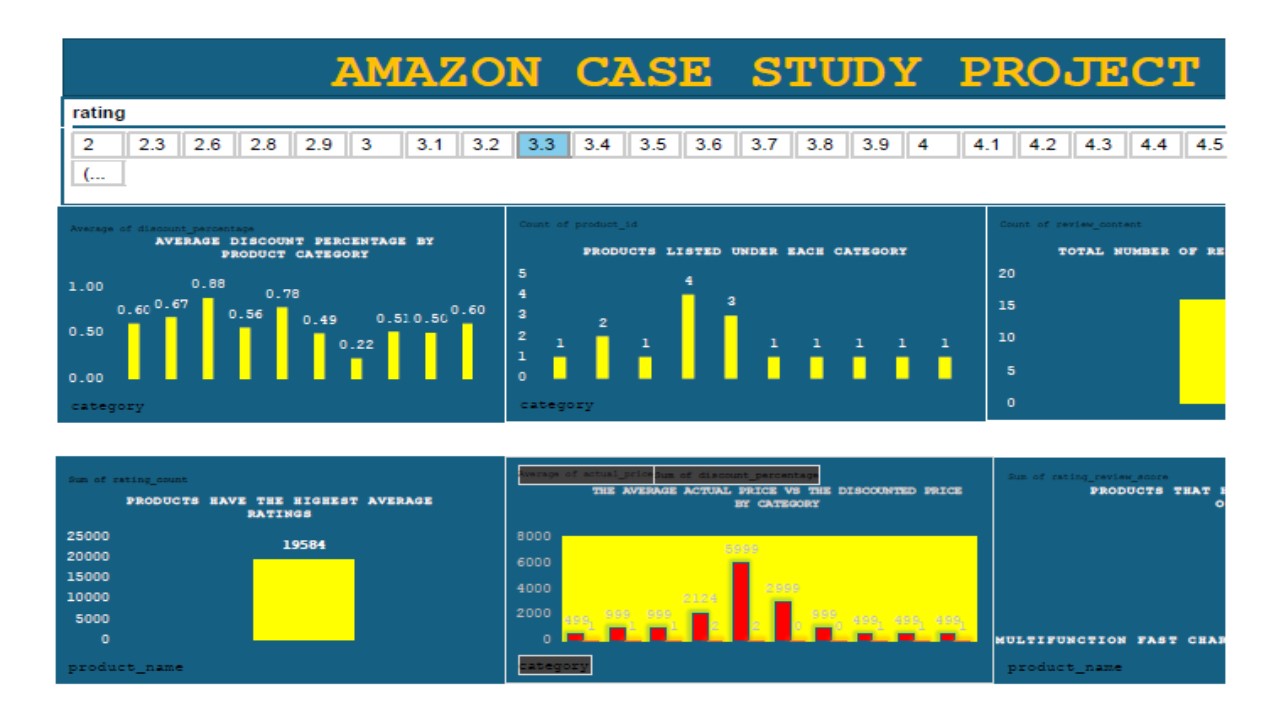 AMAZON CASE STUDY PROJECT
rating
2 2.3 2.6 2.8 2.9 3 3.1 3.2 3.3 3.4 3.5 3.6 3.7 3.8 3.9 4 4.1 4.2 4.3 4.4 4.5
(...
Average of discount_percentage
AVERAGE DISCOUNT PERCENTAGE BY
PRODUCT CATEGORY
1.00
0.50
0.00
0.60 0.67 0.88 0.56 0.78 0.49 0.22 0.51 0.50 0.60
category
Count of product_id
PRODUCTS LISTED UNDER EACH CATEGORY
5
4
3
2
1
0
1 2 1 4 3 1 1 1 1 1
category
Count of review_content
TOTAL NUMBER OF RE
20
15
10
5
0
Sum of rating_count
PRODUCTS HAVE THE HIGHEST AVERAGE
RATINGS
25000
20000
15000
10000
5000
0
19584
product_name
Average of actual_price Sum of discount_percentage
THE AVERAGE ACTUAL PRICE VS THE DISCOUNTED PRICE
BY CATEGORY
8000
6000
4000
2000
0
499 999 999 2124 5999 2999 999 499 499 499
1 1 1 2 2 0 0 1 1 1
category
Sum of rating_review_score
PRODUCTS THAT H
O
MULTIFUNCTION FAST CHAR
product_name